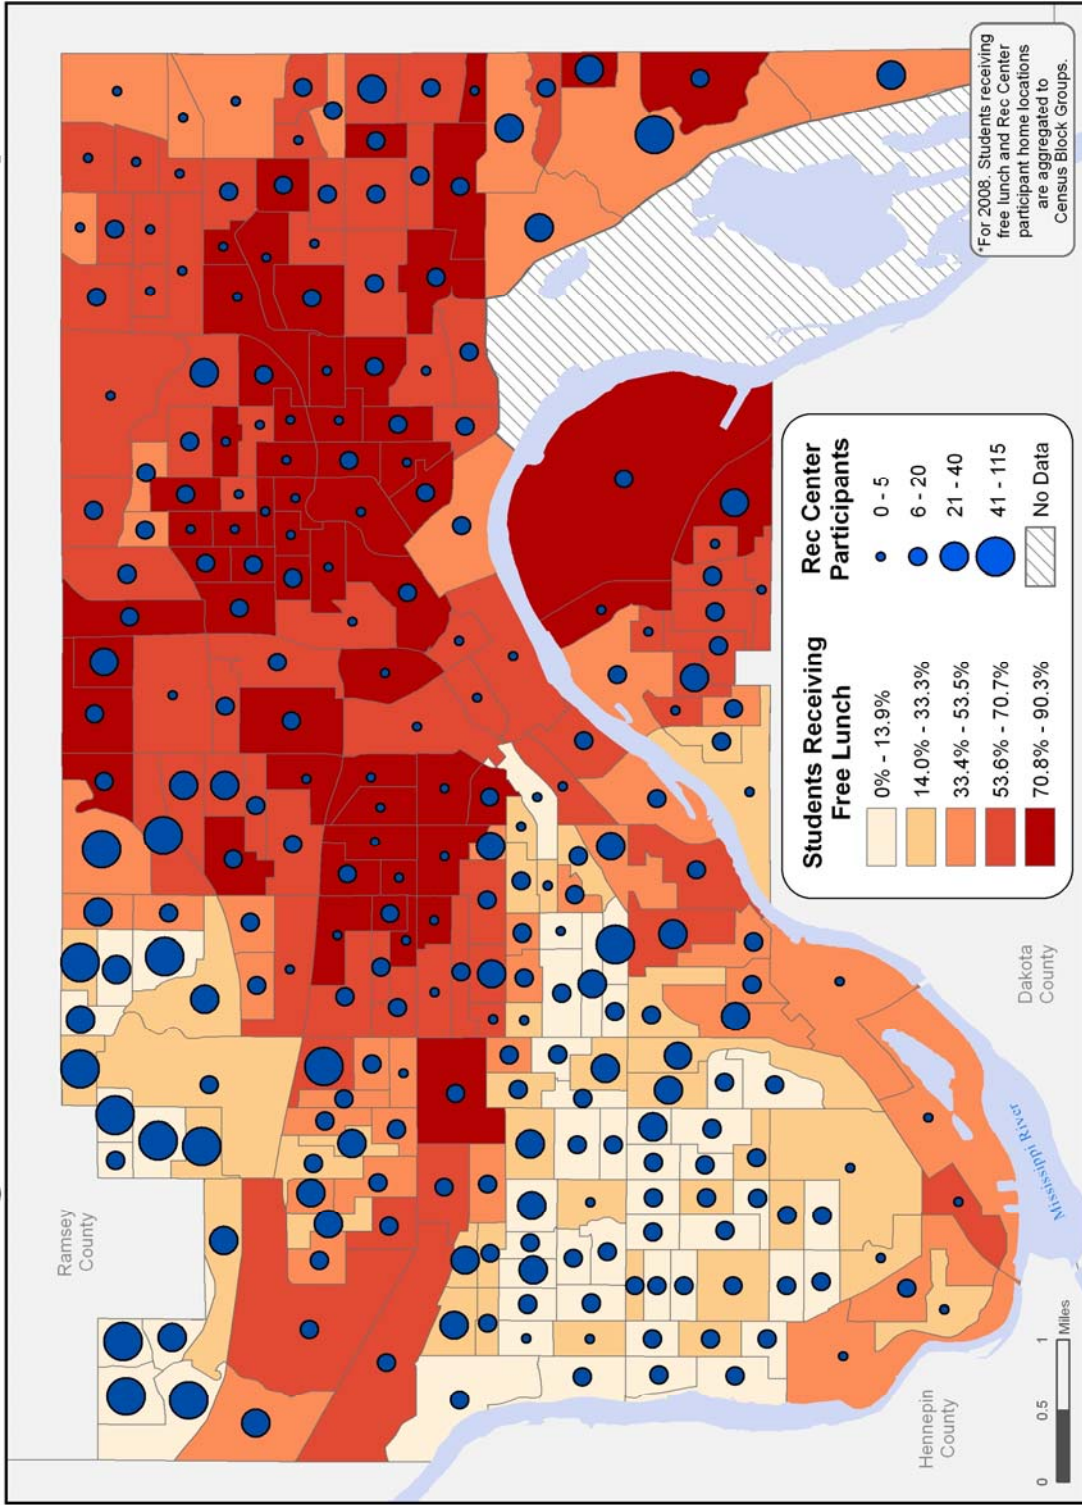 Ramsey
County
Hennepin
County
Dakota
County
Mississippi River
0 0.5 1
Miles
Students Receiving
Free Lunch
0% - 13.9%
14.0% - 33.3%
33.4% - 53.5%
53.6% - 70.7%
70.8% - 90.3%
Rec Center
Participants
0 - 5
6 - 20
21 - 40
41 - 115
No Data
*For 2008. Students receiving
free lunch and Rec Center
participant home locations
are aggregated to
Census Block Groups.